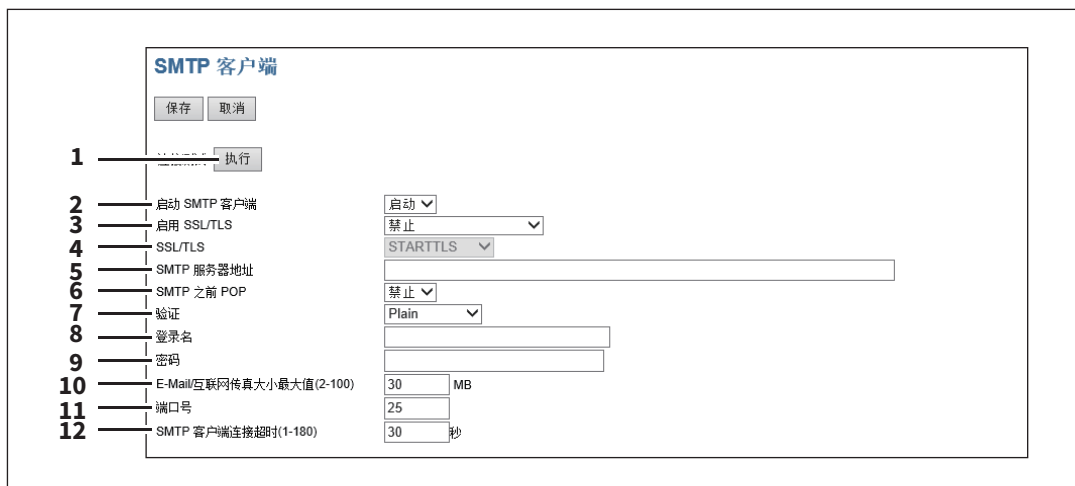 SMTP 客户端
保存 取消
1 执行
2 启动 SMTP 客户端 启动
3 启用 SSL/TLS 禁止
4 SSL/TLS STARTTLS
5 SMTP 服务器地址
6 SMTP 之前 POP 禁止
7 验证 Plain
8 登录名
9 密码
10 E-Mail/互联网传真大小最大值(2-100) 30 MB
11 端口号 25
12 SMTP 客户端连接超时(1-180) 30 秒